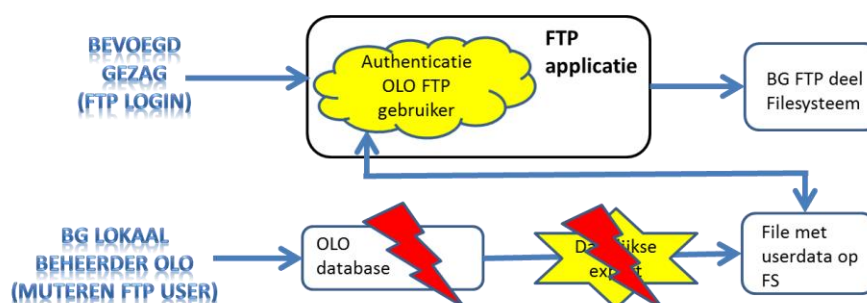 BEVOEGD
GEZAG
(FTP LOGIN)
Authenticatie
OLO FTP
gebruiker
FTP
applicatie
BG FTP deel
Filesysteem
BG LOKAAL
BEHEERDER OLO
(MUTEREN FTP USER)
OLO
database
File met
userdata op
FS